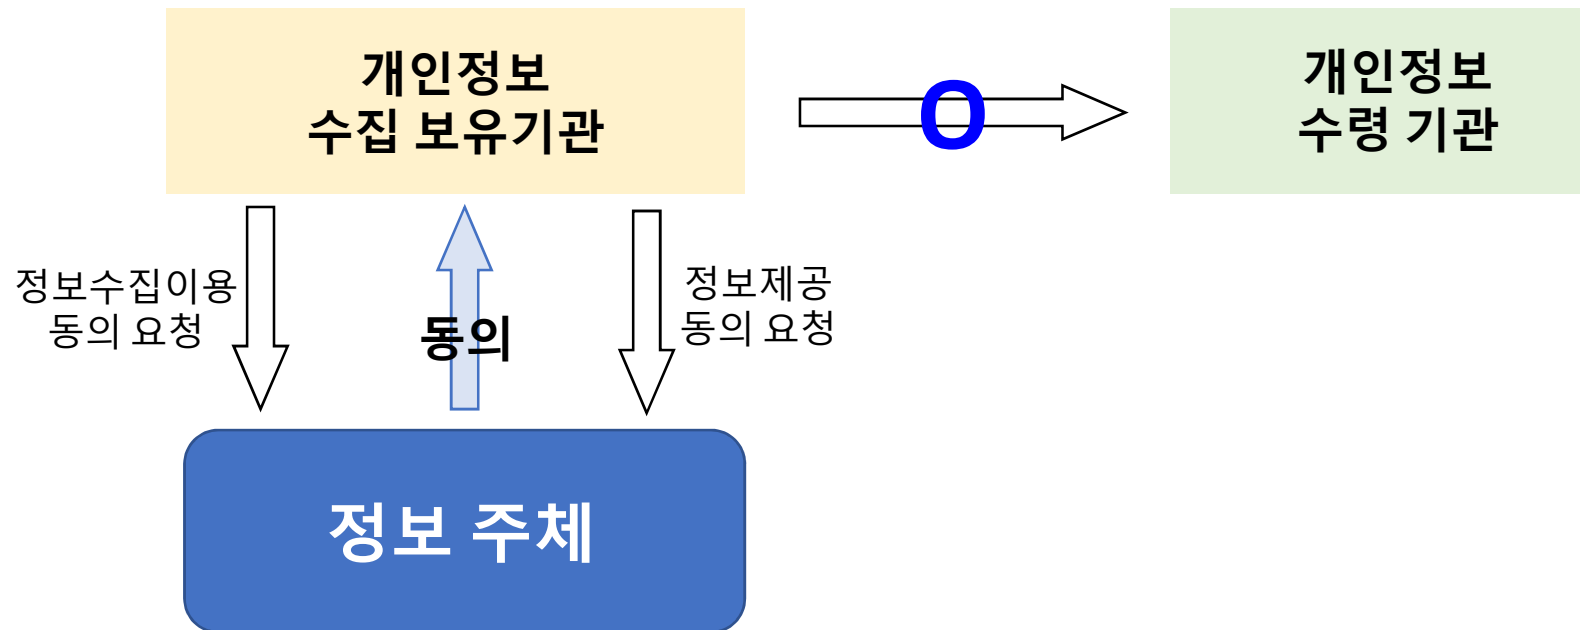 개인정보
수집 보유기관
O
개인정보
수령 기관
정보수집이용
동의 요청
동의
정보제공
동의 요청
정보 주체